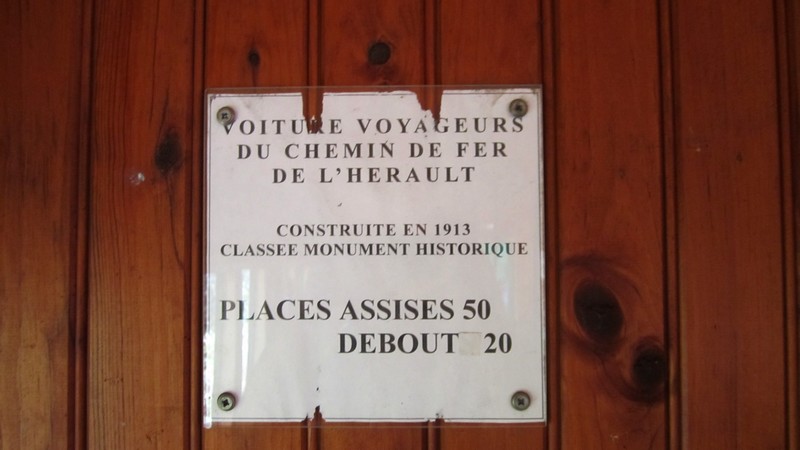 VOITURE VOYAGEURS
DU CHEMIN DE FER
DE L'HERAULT
CONSTRUITE EN 1913
CLASSEE MONUMENT HISTORIQUE
PLACES ASSISES 50
DEBOUT 20